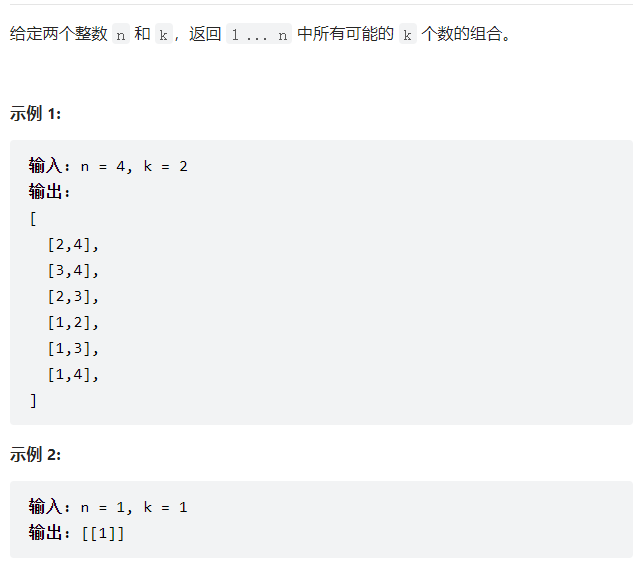 给定两个整数 n 和 k，返回 1 ... n 中所有可能的 k 个数的组合。
示例 1:
输入: n = 4, k = 2
输出:
[
  [2,4],
  [3,4],
  [2,3],
  [1,2],
  [1,3],
  [1,4],
]
示例 2:
输入: n = 1, k = 1
输出: [[1]]